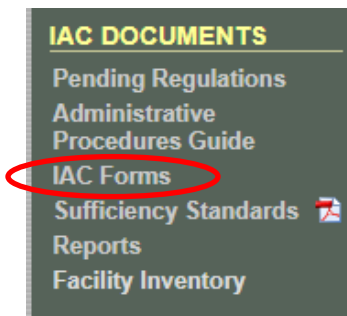 IAC DOCUMENTS
Pending Regulations
Administrative
Procedures Guide
IAC Forms
Sufficiency Standards
Reports
Facility Inventory